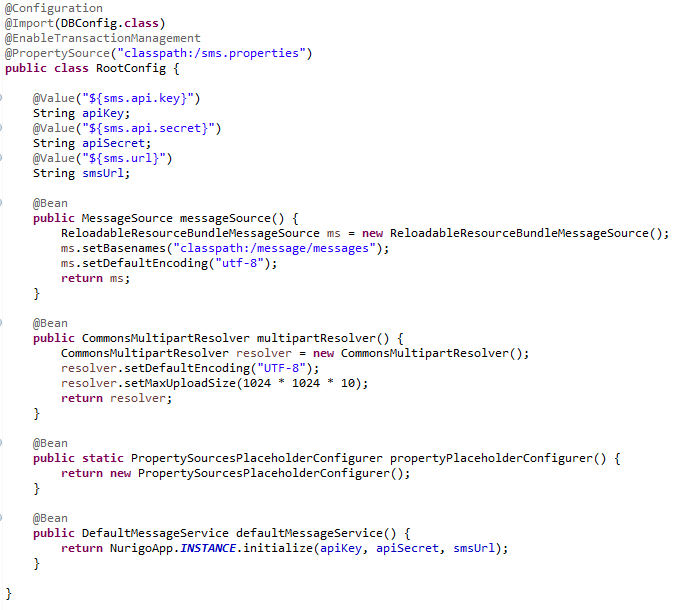 @Configuration
@Import(DBConfig.class)
@EnableTransactionManagement
@PropertySource("classpath:/sms.properties")
public class RootConfig {
@Value("${sms.api.key}")
String apiKey;
@Value("${sms.api.secret}")
String apiSecret;
@Value("${sms.url}")
String smsUrl;
@Bean
public MessageSource messageSource() {
ReloadableResourceBundleMessageSource ms = new ReloadableResourceBundleMessageSource();
ms.setBasenames("classpath:/message/messages");
ms.setDefaultEncoding("utf-8");
return ms;
}
@Bean
public CommonsMultipartResolver multipartResolver() {
CommonsMultipartResolver resolver = new CommonsMultipartResolver();
resolver.setDefaultEncoding("UTF-8");
resolver.setMaxUploadSize(1024 * 1024 * 10);
return resolver;
}
@Bean
public static PropertySourcesPlaceholderConfigurer propertyPlaceholderConfigurer() {
return new PropertySourcesPlaceholderConfigurer();
}
@Bean
public DefaultMessageService defaultMessageService() {
return NurigoApp.INSTANCE.initialize(apiKey, apiSecret, smsUrl);
}
}